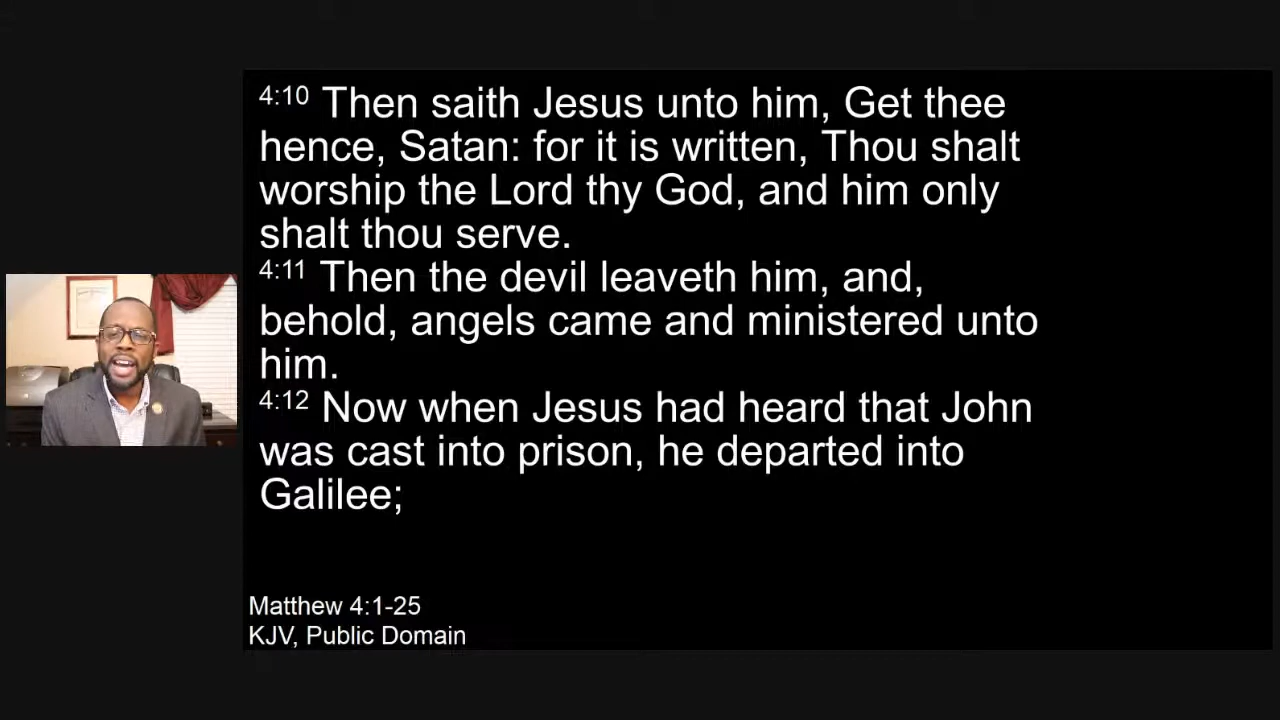 4:10 Then saith Jesus unto him, Get thee
hence, Satan: for it is written, Thou shalt
worship the Lord thy God, and him only
shalt thou serve.
4:11 Then the devil leaveth him, and,
behold, angels came and ministered unto
him.
4:12 Now when Jesus had heard that John
was cast into prison, he departed into
Galilee;
Matthew 4:1-25
KJV, Public Domain